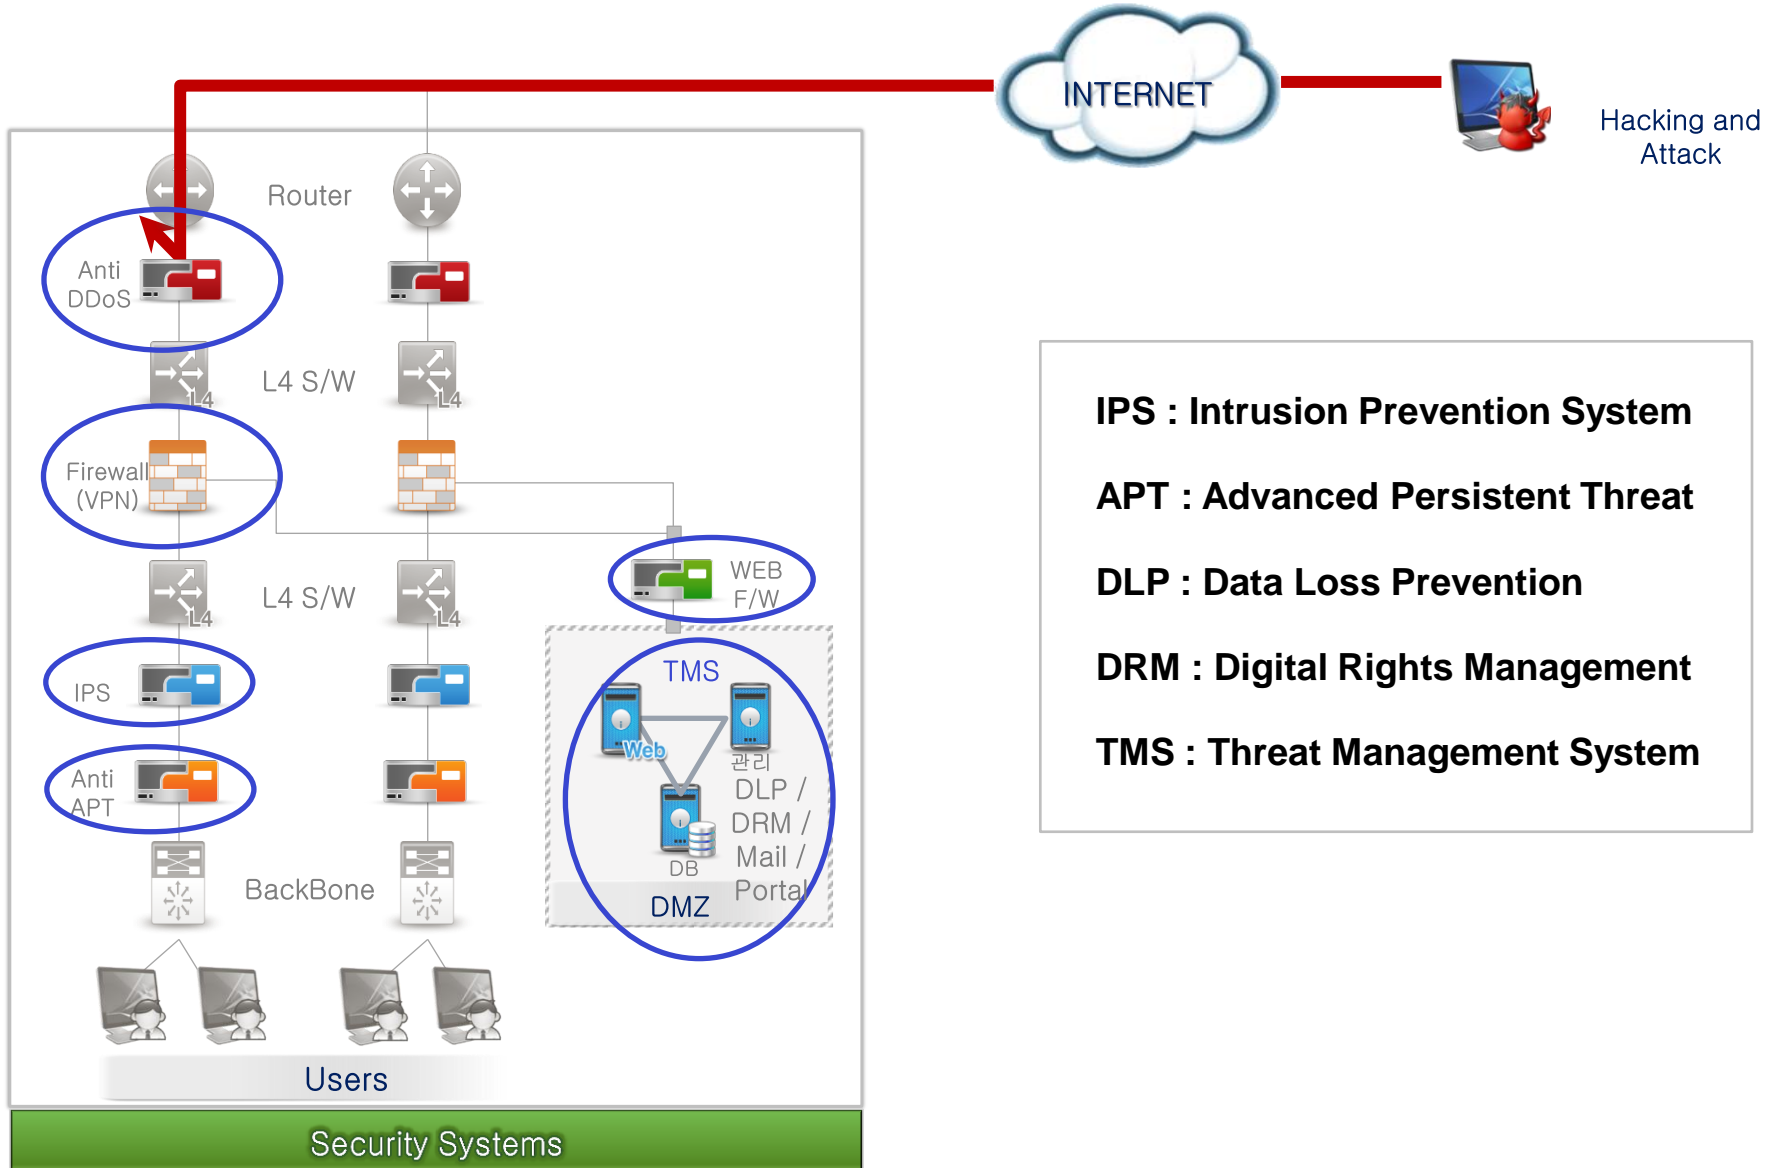 INTERNET
Hacking and
Attack
Router
Anti
DDoS
L4 S/W
L4
L4
Firewall
(VPN)
WEB
F/W
L4 S/W
L4
L4
IPS
TMS
Web
관리
Anti
APT
DLP /
DRM /
Mail /
Portal
DB
DMZ
BackBone
Users
Security Systems
IPS : Intrusion Prevention System
APT : Advanced Persistent Threat
DLP : Data Loss Prevention
DRM : Digital Rights Management
TMS : Threat Management System